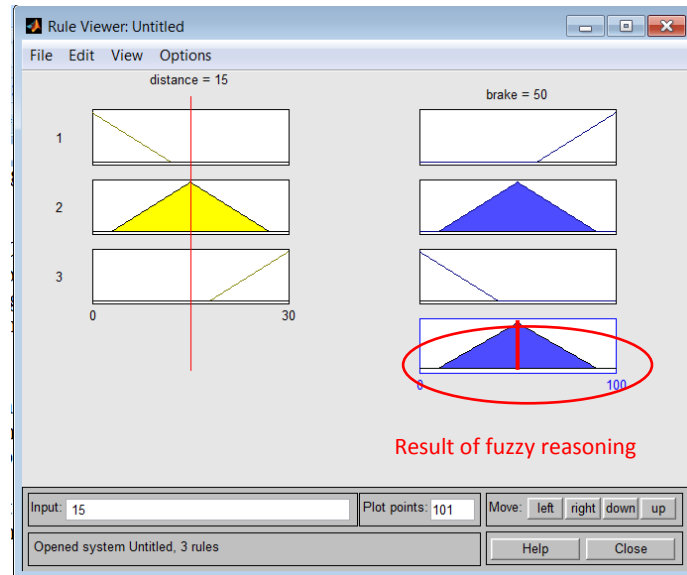 Rule Viewer: Untitled
File Edit View Options
distance = 15
brake = 50
1
2
3
0 30
0 100
Result of fuzzy reasoning
Input: 15 Plot points: 101 Move: left right down up
Opened system Untitled, 3 rules Help Close